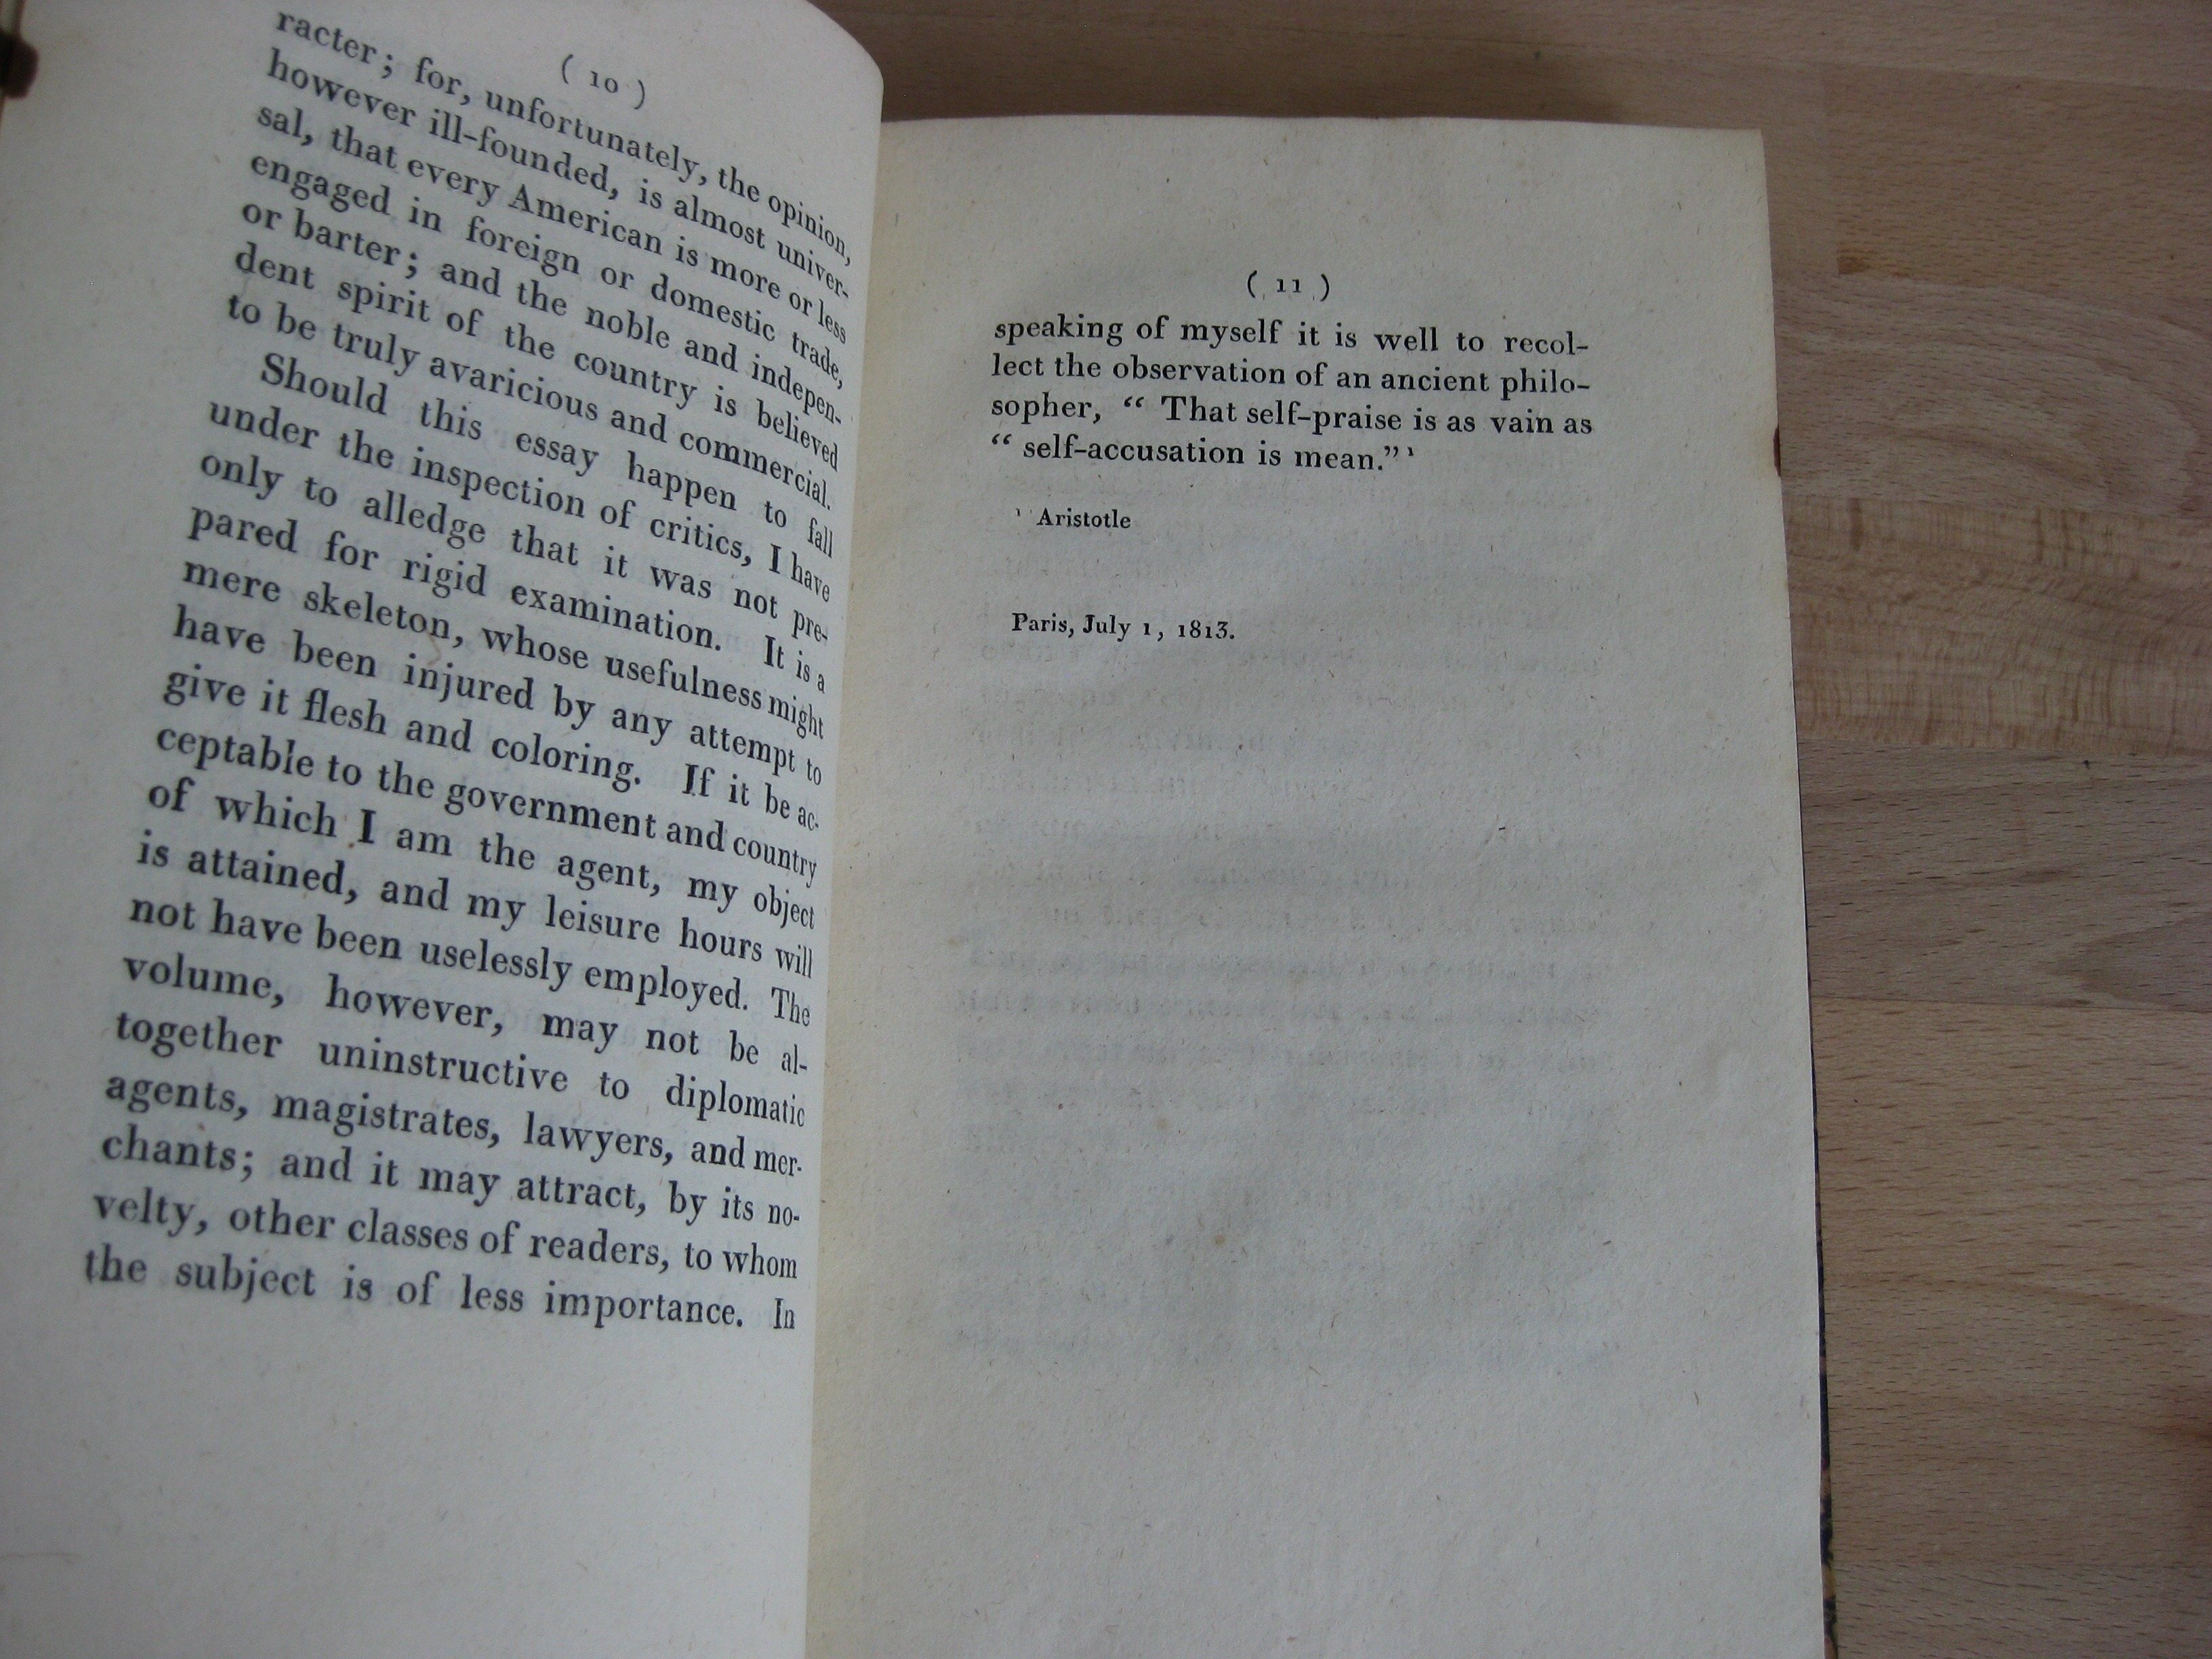 ( 10 )
racter; for, unfortunately, the opinion,
however ill-founded, is almost univer-
sal, that every American is more or less
engaged in foreign or domestic trade,
or barter; and the noble and indepen-
dent spirit of the country is believed
to be truly avaricious and commercial.
Should this essay happen to fall
under the inspection of critics, I have
only to alledge that it was not pre-
pared for rigid examination. It is a
mere skeleton, whose usefulness might
have been injured by any attempt to
give it flesh and coloring. If it be ac-
ceptable to the government and country
of which I am the agent, my object
is attained, and my leisure hours will
not have been uselessly employed. The
volume, however, may not be al-
together uninstructive to diplomatic
agents, magistrates, lawyers, and mer-
chants; and it may attract, by its no-
velty, other classes of readers, to whom
the subject is of less importance. In
( 11 )
speaking of myself it is well to recol-
lect the observation of an ancient philo-
sopher, “ That self-praise is as vain as
“ self-accusation is mean.” ¹
¹ Aristotle
Paris, July 1, 1813.